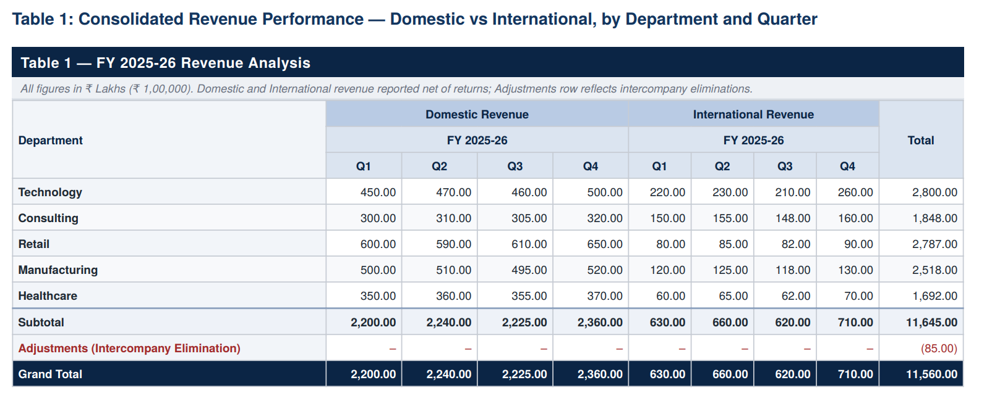 Table 1: Consolidated Revenue Performance — Domestic vs International, by Department and Quarter
Table 1 — FY 2025-26 Revenue Analysis
All figures in ₹ Lakhs (₹ 1,00,000). Domestic and International revenue reported net of returns; Adjustments row reflects intercompany eliminations.
Department Domestic Revenue International Revenue Total
FY 2025-26 FY 2025-26
Q1 Q2 Q3 Q4 Q1 Q2 Q3 Q4
Technology 450.00 470.00 460.00 500.00 220.00 230.00 210.00 260.00 2,800.00
Consulting 300.00 310.00 305.00 320.00 150.00 155.00 148.00 160.00 1,848.00
Retail 600.00 590.00 610.00 650.00 80.00 85.00 82.00 90.00 2,787.00
Manufacturing 500.00 510.00 495.00 520.00 120.00 125.00 118.00 130.00 2,518.00
Healthcare 350.00 360.00 355.00 370.00 60.00 65.00 62.00 70.00 1,692.00
Subtotal 2,200.00 2,240.00 2,225.00 2,360.00 630.00 660.00 620.00 710.00 11,645.00
Adjustments (Intercompany Elimination) – – – – – – – – (85.00)
Grand Total 2,200.00 2,240.00 2,225.00 2,360.00 630.00 660.00 620.00 710.00 11,560.00